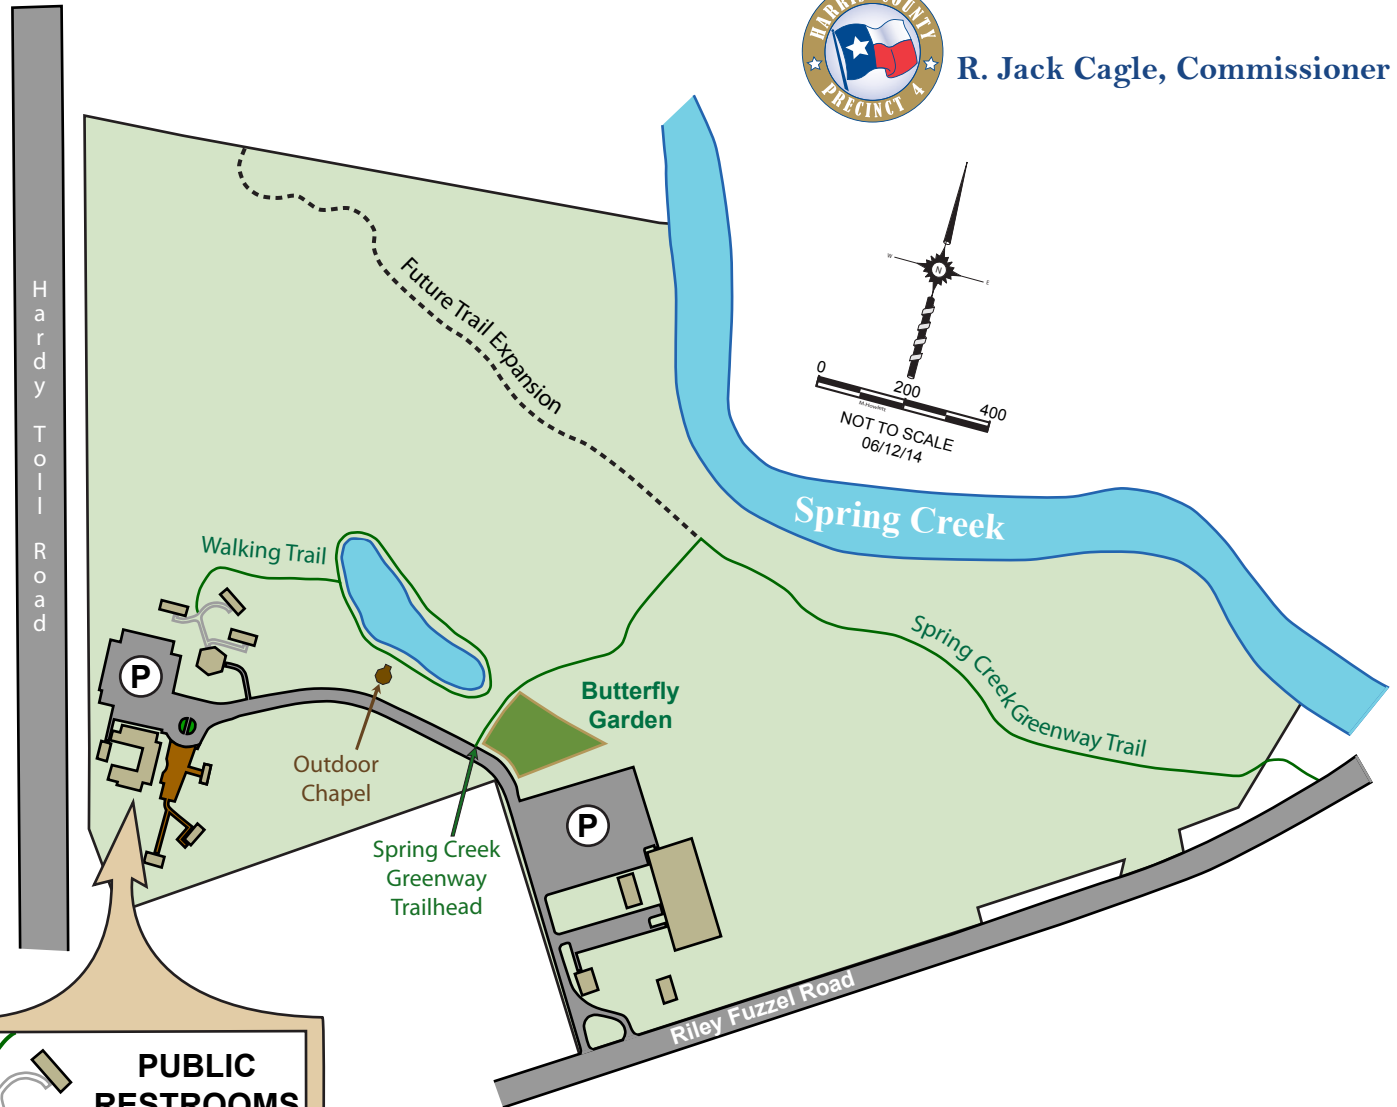 HARRIS COUNTY
PRECINCT 4
R. Jack Cagle, Commissioner
Hardy Toll Road
Future Trail Expansion
N
W
E
0
200
400
M.Howlett
NOT TO SCALE
06/12/14
Spring Creek
Walking Trail
P
Butterfly
Garden
Outdoor
Chapel
Spring Creek Greenway Trail
P
Spring Creek
Greenway
Trailhead
Riley Fuzzel Road
PUBLIC
RESTROOMS